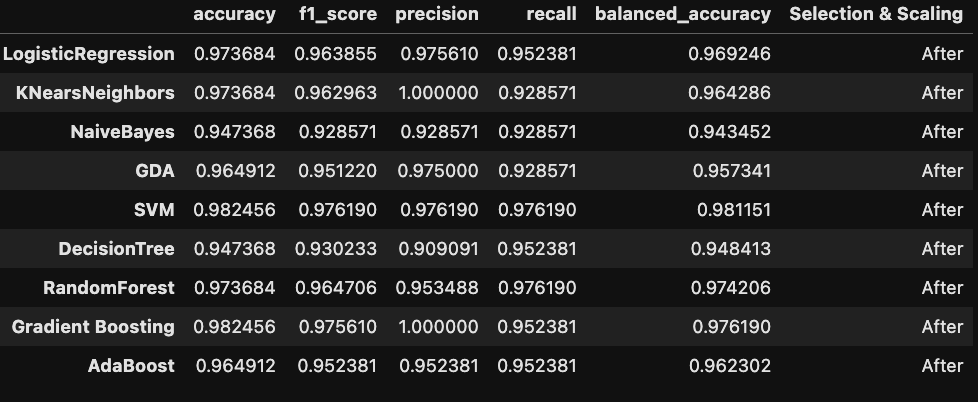 accuracy f1_score precision recall balanced_accuracy Selection & Scaling
LogisticRegression 0.973684 0.963855 0.975610 0.952381 0.969246 After
KNearsNeighbors 0.973684 0.962963 1.000000 0.928571 0.964286 After
NaiveBayes 0.947368 0.928571 0.928571 0.928571 0.943452 After
GDA 0.964912 0.951220 0.975000 0.928571 0.957341 After
SVM 0.982456 0.976190 0.976190 0.976190 0.981151 After
DecisionTree 0.947368 0.930233 0.909091 0.952381 0.948413 After
RandomForest 0.973684 0.964706 0.953488 0.976190 0.974206 After
Gradient Boosting 0.982456 0.975610 1.000000 0.952381 0.976190 After
AdaBoost 0.964912 0.952381 0.952381 0.952381 0.962302 After